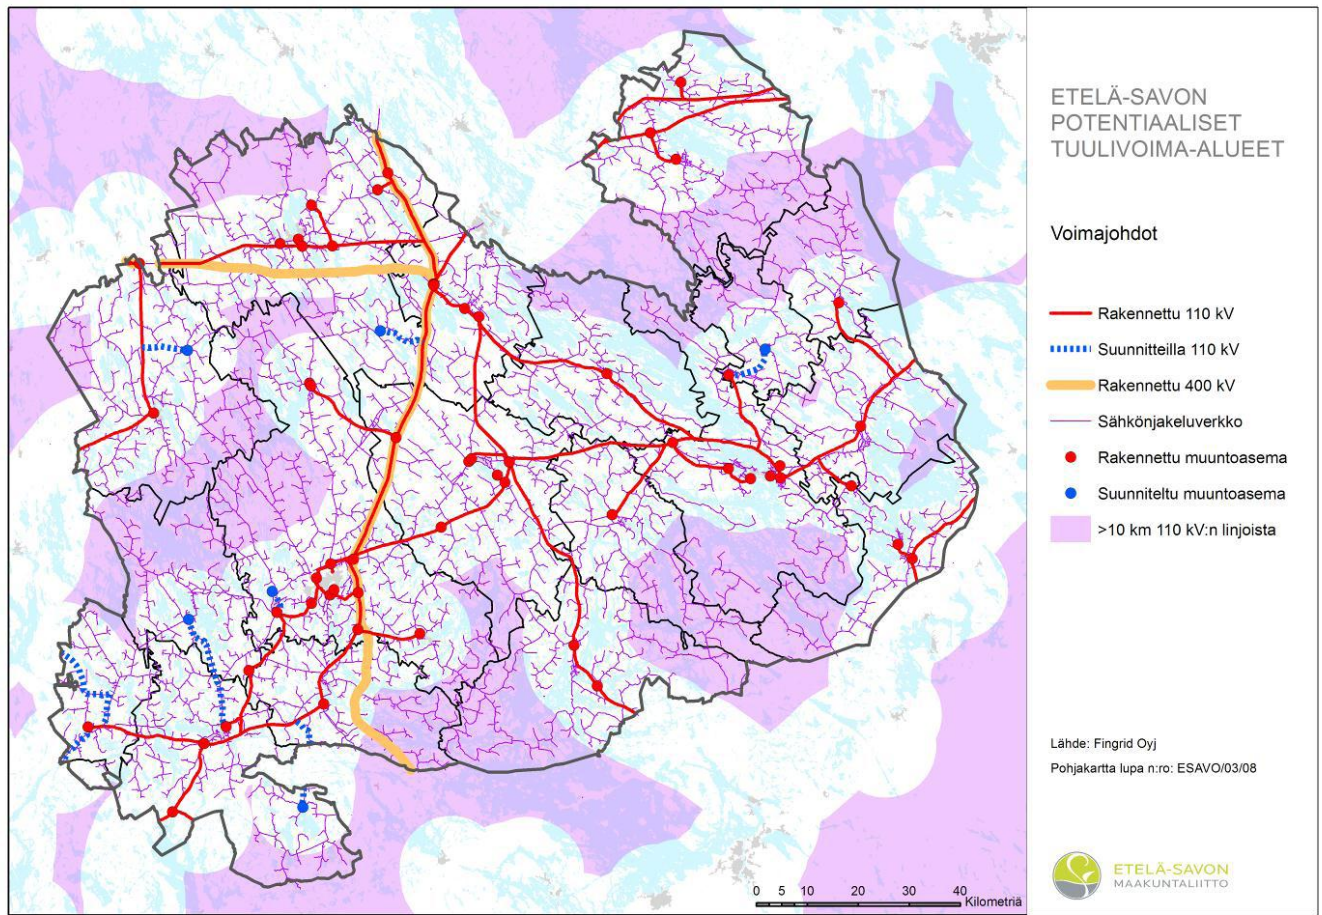 ETELÄ-SAVON
POTENTIAALISET
TUULIVOIMA-ALUEET
Voimajohdot
Rakennettu 110 kV
Suunnitteilla 110 kV
Rakennettu 400 kV
Sähkönjakeluverkko
Rakennettu muuntoasema
Suunniteltu muuntoasema
>10 km 110 kV:n linjoista
Lähde: Fingrid Oyj
Pohjakartta lupa n:ro: ESAVO/03/08
ETELÄ-SAVON
MAAKUNTALIITTO
0 5 10 20 30 40
Kilometriä